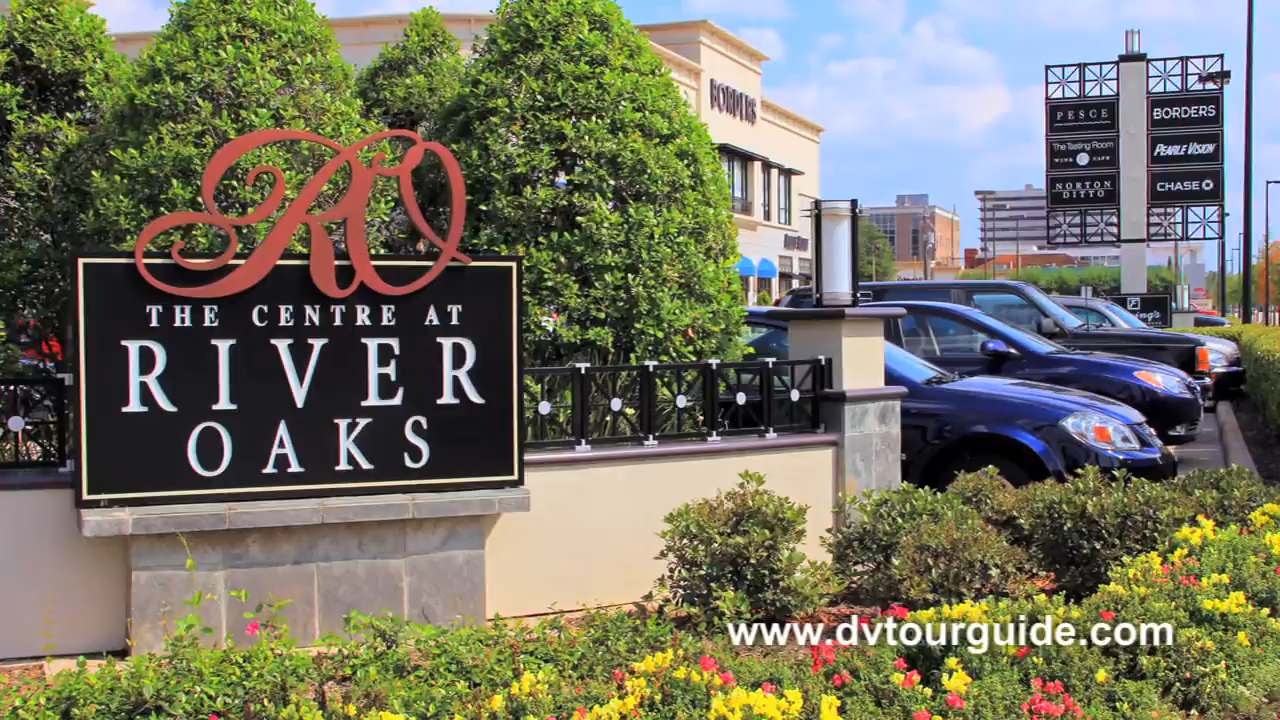 RO
THE CENTRE AT
RIVER
OAKS
BORDERS
PESCE
The Tasting Room
WINE CAFE
NORTON
DITTO
BORDERS
PEARLE VISION
CHASE
www.dvtourguide.com